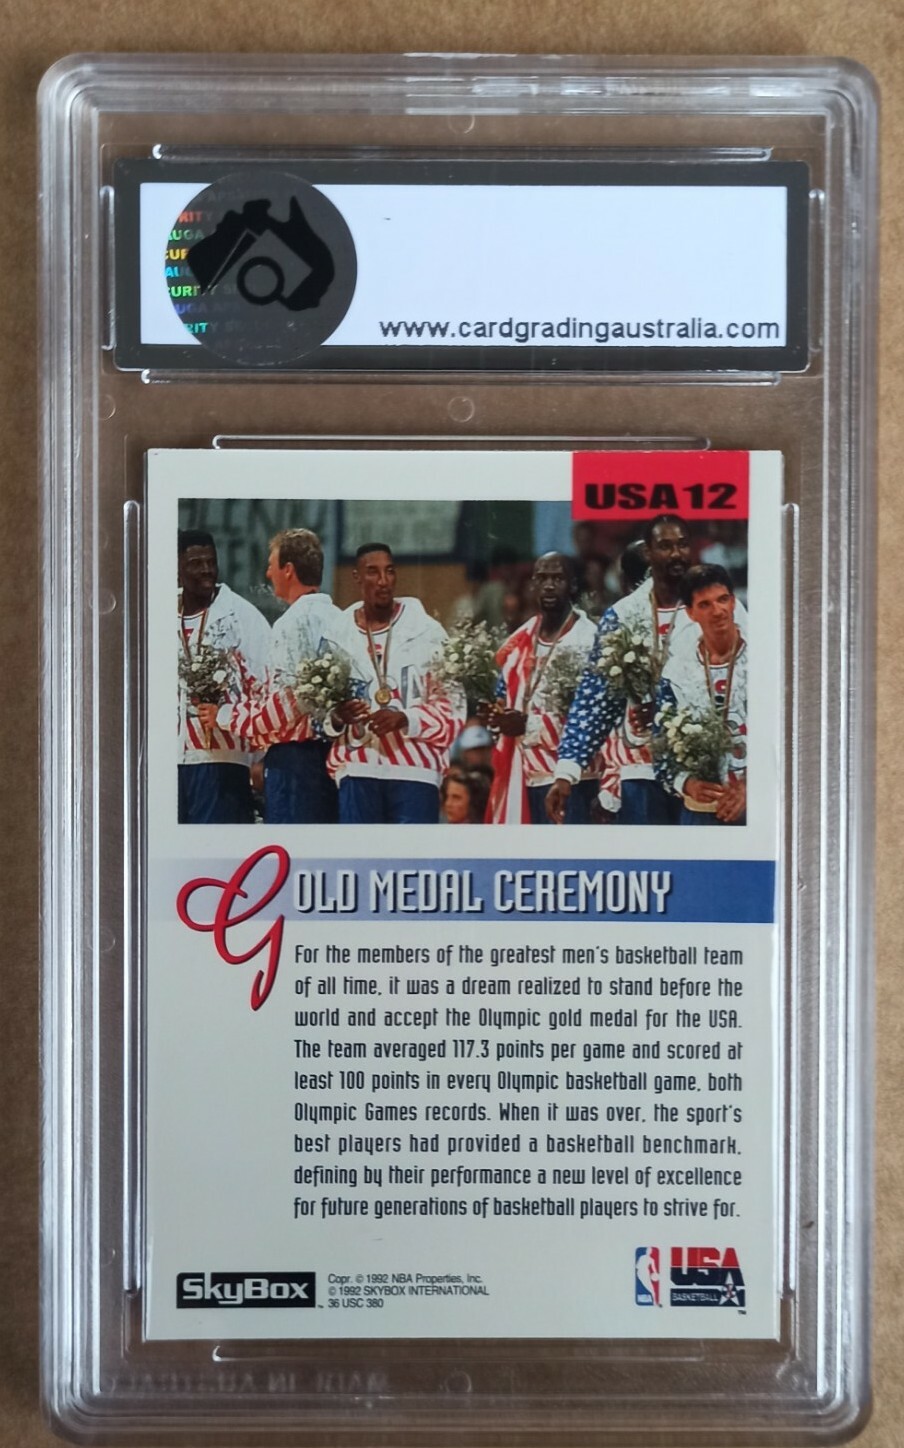 www.cardgradingaustralia.com
USA 12
GOLD MEDAL CEREMONY
For the members of the greatest men's basketball team
of all time, it was a dream realized to stand before the
world and accept the Olympic gold medal for the USA.
The team averaged 117.3 points per game and scored at
least 100 points in every Olympic basketball game, both
Olympic Games records. When it was over, the sport's
best players had provided a basketball benchmark,
defining by their performance a new level of excellence
for future generations of basketball players to strive for.
SkyBox
Copr. © 1992 NBA Properties, Inc.
© 1992 SKYBOX INTERNATIONAL
36 USC 380
NBA
USA
BASKETBALL